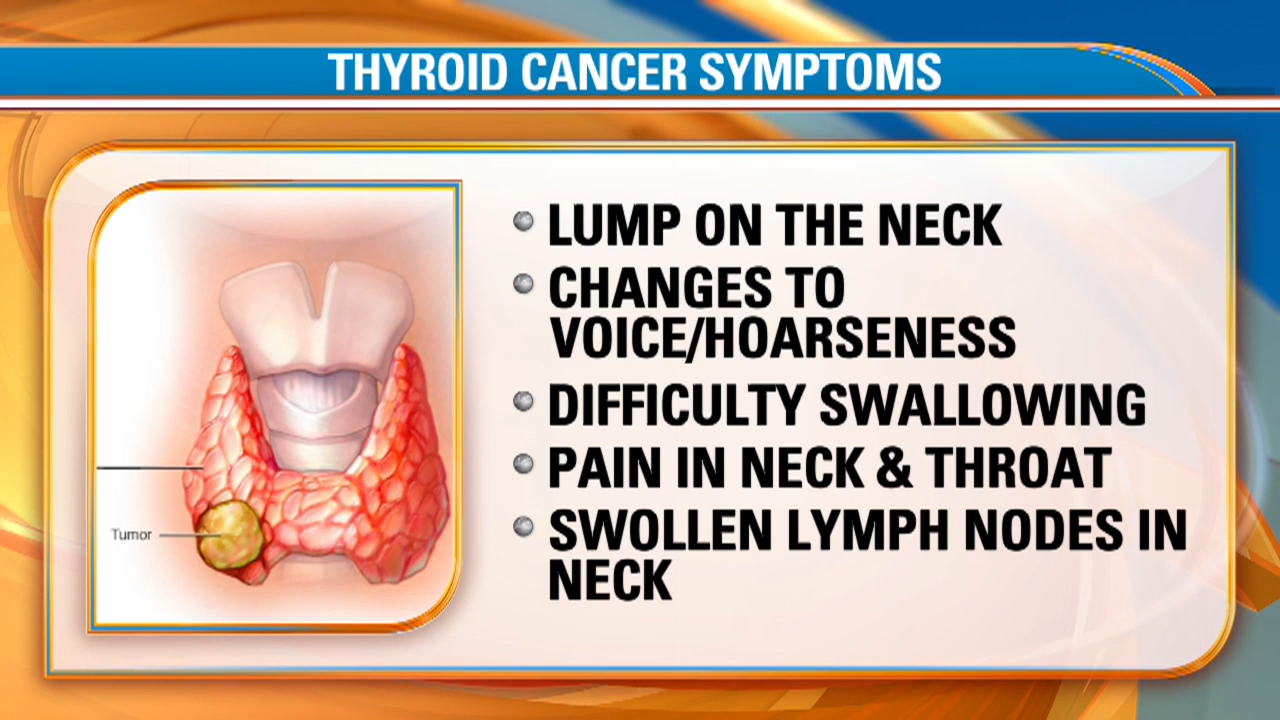 THYROID CANCER SYMPTOMS
LUMP ON THE NECK
CHANGES TO
VOICE/HOARSENESS
DIFFICULTY SWALLOWING
PAIN IN NECK & THROAT
SWOLLEN LYMPH NODES IN
NECK
Tumor